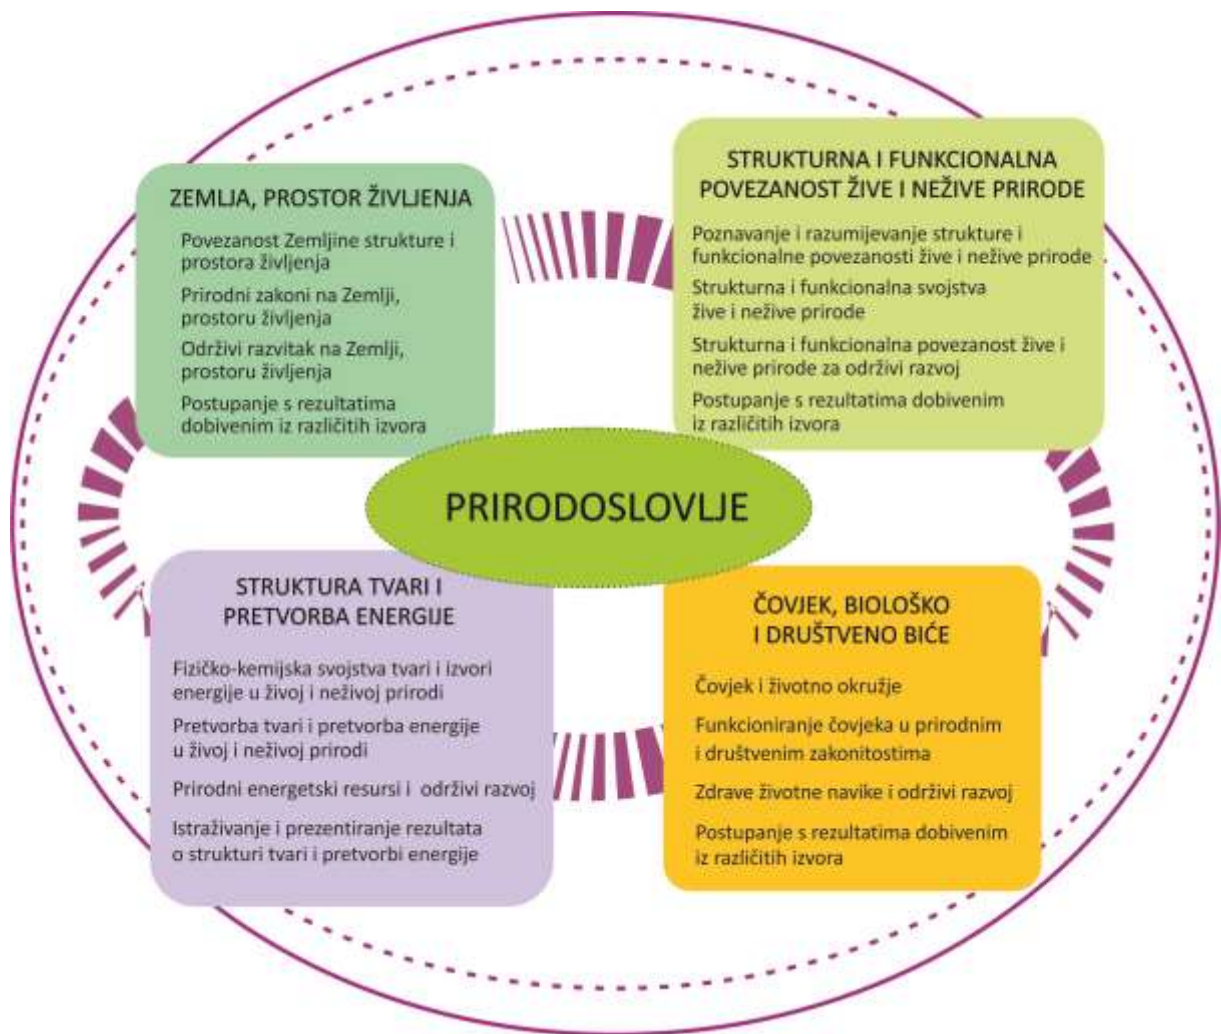 ZEMLJA, PROSTOR ŽIVLJENJA
Povezanost Zemljine strukture i
prostora življenja
Prirodni zakoni na Zemlji,
prostoru življenja
Održivi razvitak na Zemlji,
prostoru življenja
Postupanje s rezultatima
dobivenim iz različitih izvora
STRUKTURNA I FUNKCIONALNA
POVEZANOST ŽIVE I NEŽIVE PRIRODE
Poznavanje i razumijevanje strukture i
funkcionalne povezanosti žive i nežive prirode
Strukturna i funkcionalna svojstva
žive i nežive prirode
Strukturna i funkcionalna povezanost žive i
nežive prirode za održivi razvoj
Postupanje s rezultatima dobivenim
iz različitih izvora
PRIRODOSLOVLJE
STRUKTURA TVARI I
PRETVORBA ENERGIJE
Fizičko-kemijska svojstva tvari i izvori
energije u živoj i neživoj prirodi
Pretvorba tvari i pretvorba energije
u živoj i neživoj prirodi
Prirodni energetski resursi i održivi razvoj
Istraživanje i prezentiranje rezultata
o strukturi tvari i pretvorbi energije
ČOVJEK, BIOLOŠKO
I DRUŠTVENO BIĆE
Čovjek i životno okružje
Funkcioniranje čovjeka u prirodnim
i društvenim zakonitostima
Zdrave životne navike i održivi razvoj
Postupanje s rezultatima dobivenim
iz različitih izvora